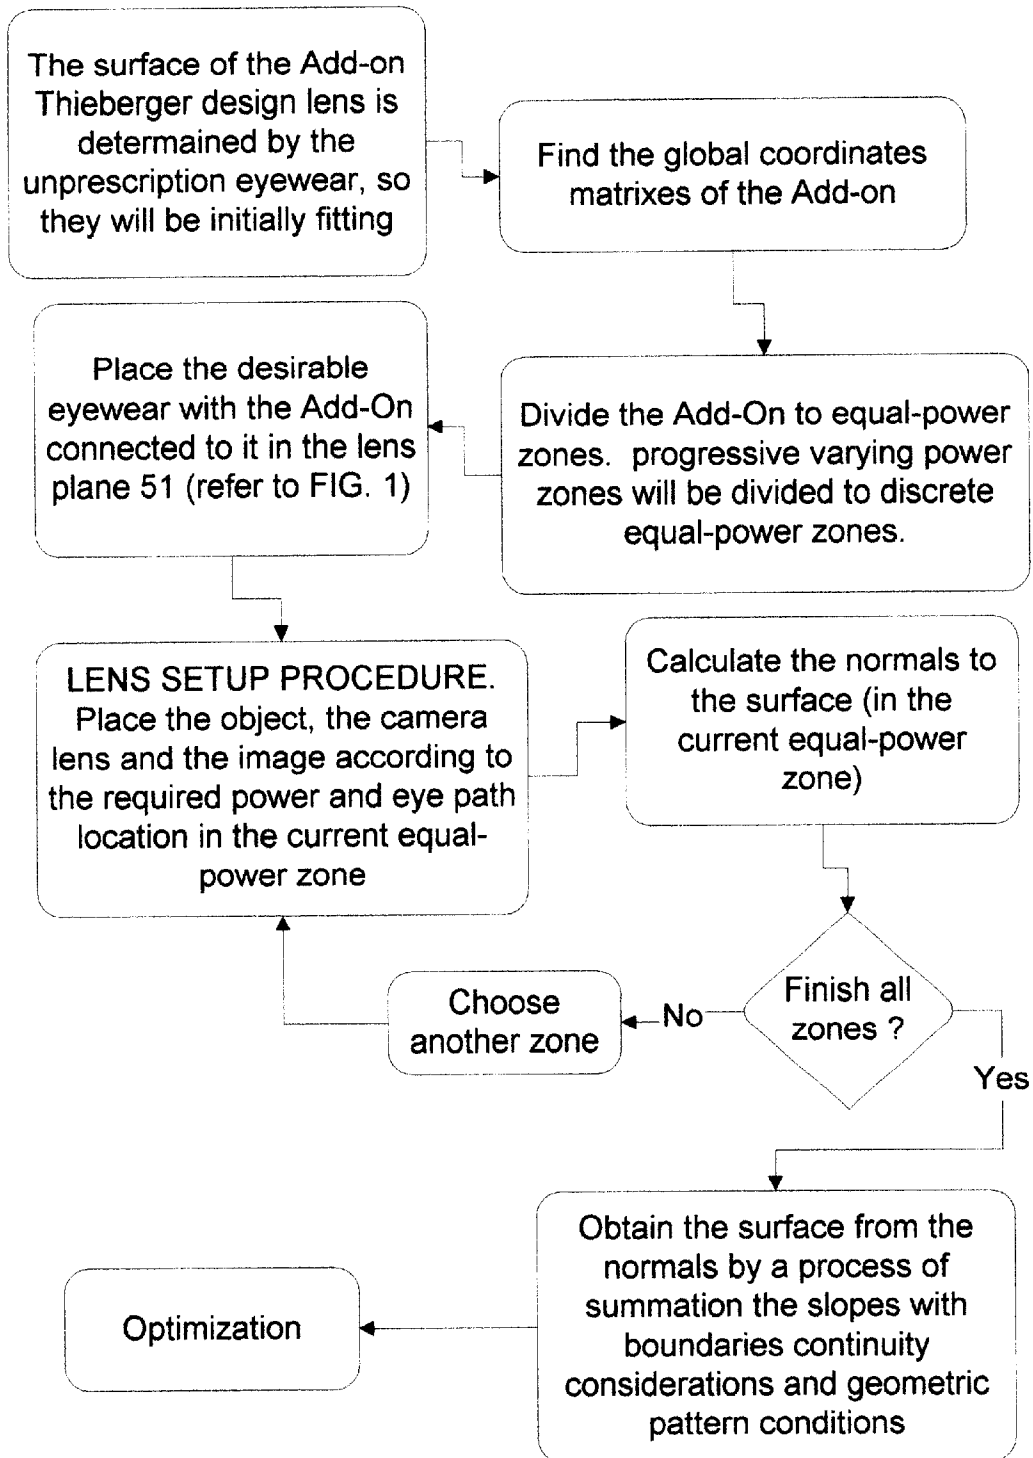 The surface of the Add-on
Thieberger design lens is
determained by the
unprescription eyewear, so
they will be initially fitting
Find the global coordinates
matrixes of the Add-on
Divide the Add-On to equal-power
zones. progressive varying power
zones will be divided to discrete
equal-power zones.
Place the desirable
eyewear with the Add-On
connected to it in the lens
plane 51 (refer to FIG. 1)
LENS SETUP PROCEDURE.
Place the object, the camera
lens and the image according to
the required power and eye path
location in the current equal-
power zone
Calculate the normals to
the surface (in the
current equal-power
zone)
Finish all
zones ?
No
Choose
another zone
Yes
Obtain the surface from the
normals by a process of
summation the slopes with
boundaries continuity
considerations and geometric
pattern conditions
Optimization